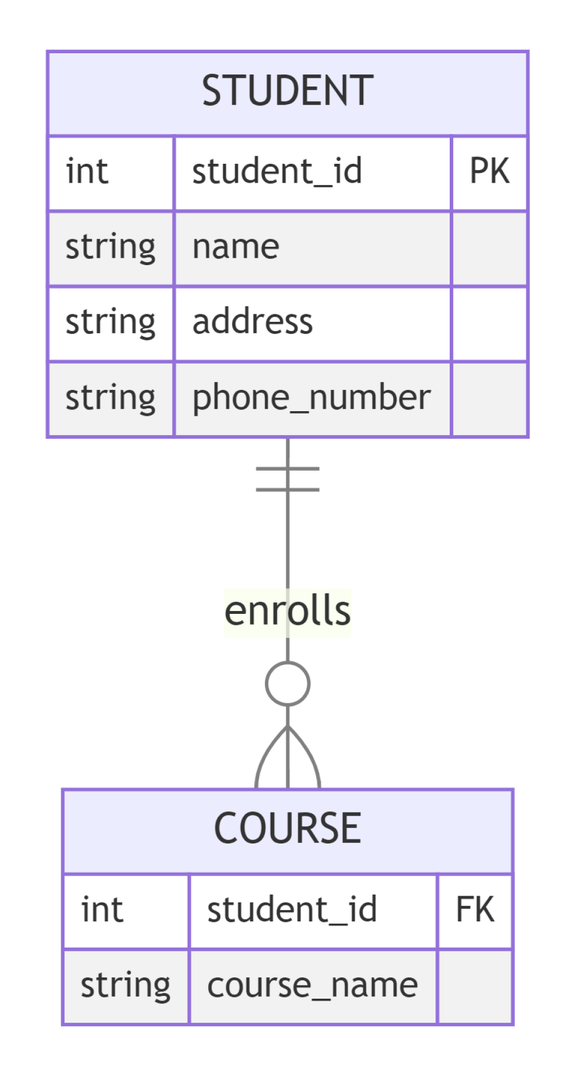 STUDENT
int student_id PK
string name
string address
string phone_number
enrolls
COURSE
int student_id FK
string course_name